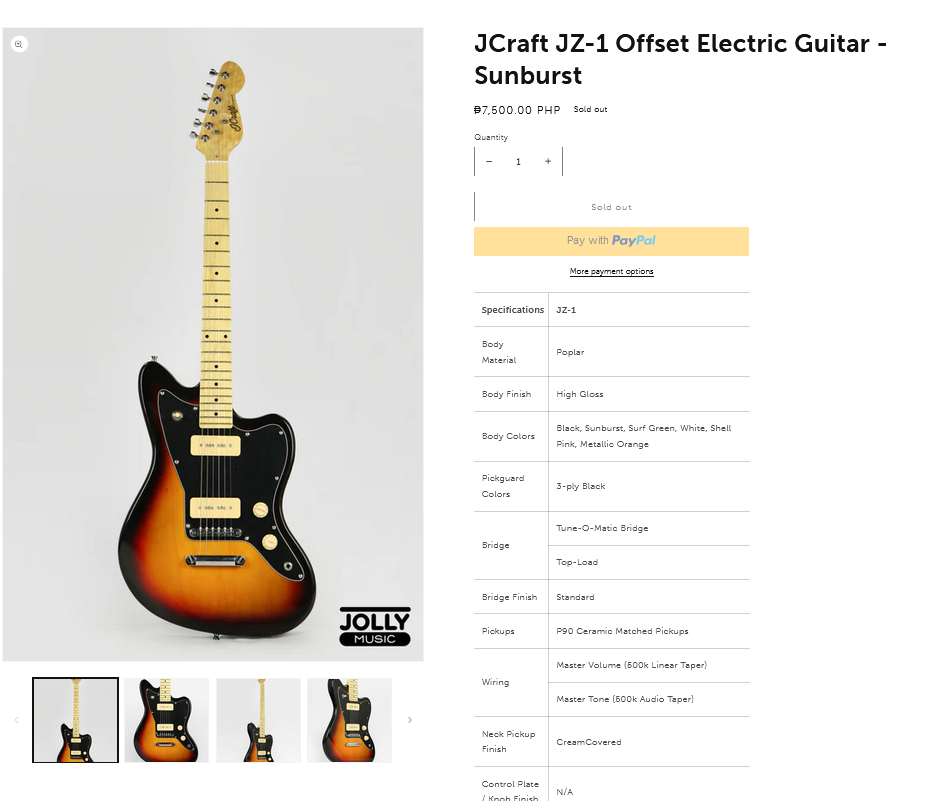 JCraft JZ-1 Offset Electric Guitar -
Sunburst
₱7,500.00 PHP Sold out
Quantity
− 1 +
Sold out
Pay with PayPal
More payment options
Specifications JZ-1
Body
Material
Poplar
Body Finish High Gloss
Body Colors
Black, Sunburst, Surf Green, White, Shell
Pink, Metallic Orange
Pickguard
Colors
3-ply Black
Bridge
Tune-O-Matic Bridge
Top-Load
Bridge Finish Standard
Pickups P90 Ceramic Matched Pickups
Wiring
Master Volume (500k Linear Taper)
Master Tone (500k Audio Taper)
Neck Pickup
Finish
CreamCovered
Control Plate
/ Knob Finish
N/A
JCraft
JOLLY
MUSIC